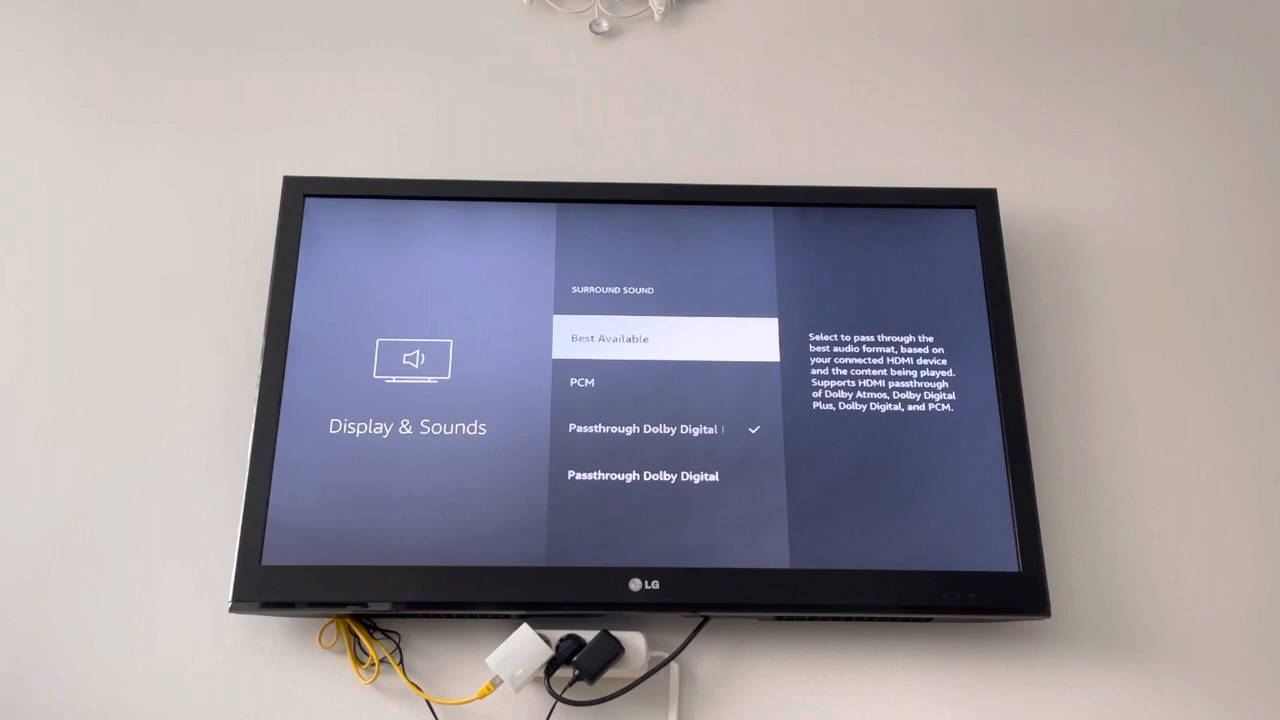 SURROUND SOUND
Best Available
PCM
Passthrough Dolby Digital
Passthrough Dolby Digital
Display & Sounds
Select to pass through the
best audio format, based on
your connected HDMI device
and the content being played.
Supports HDMI passthrough
of Dolby Atmos, Dolby Digital
Plus, Dolby Digital, and PCM.
LG